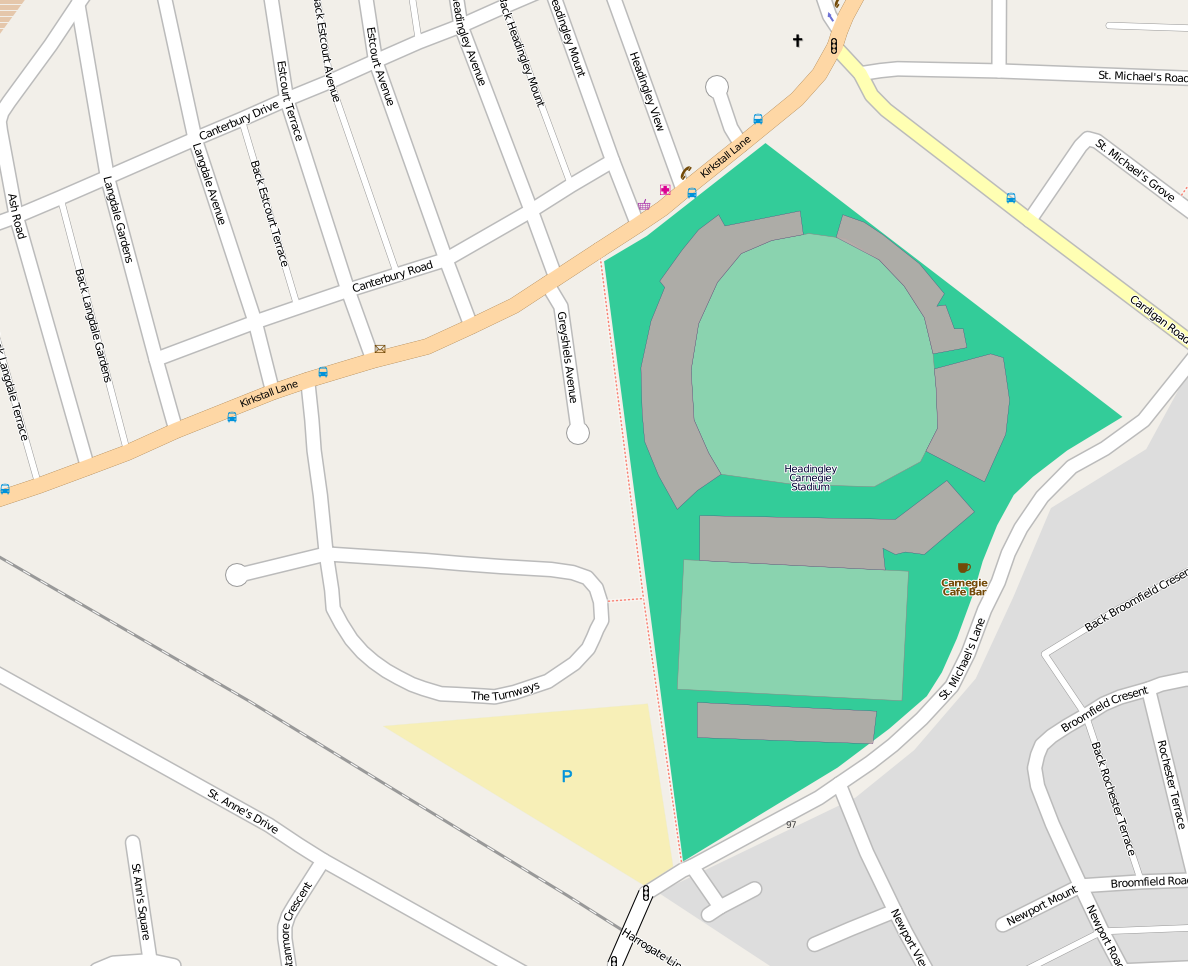 St. Michael's Road
Back Estcourt Avenue
Headingley Avenue
Back Headingley Mount
Headingley Mount
Estcourt Avenue
Headingley View
Estcourt Terrace
Canterbury Drive
Kirkstall Lane
St. Michael's Grove
Langdale Avenue
Back Estcourt Terrace
Langdale Gardens
Ash Road
Canterbury Road
Back Langdale Gardens
Cardigan Road
Greyshiels Avenue
Langdale Terrace
Kirkstall Lane
Headingley
Carnegie
Stadium
Carnegie
Cafe Bar
Back Broomfield Cresent
St. Michael's Lane
The Turnways
Broomfield Cresent
Back Rochester Terrace
Rochester Terrace
P
St. Anne's Drive
97
St Ann's Square
Crescent
Broomfield Road
Newport Mount
Newport View
Newport Road
Harrogate Line